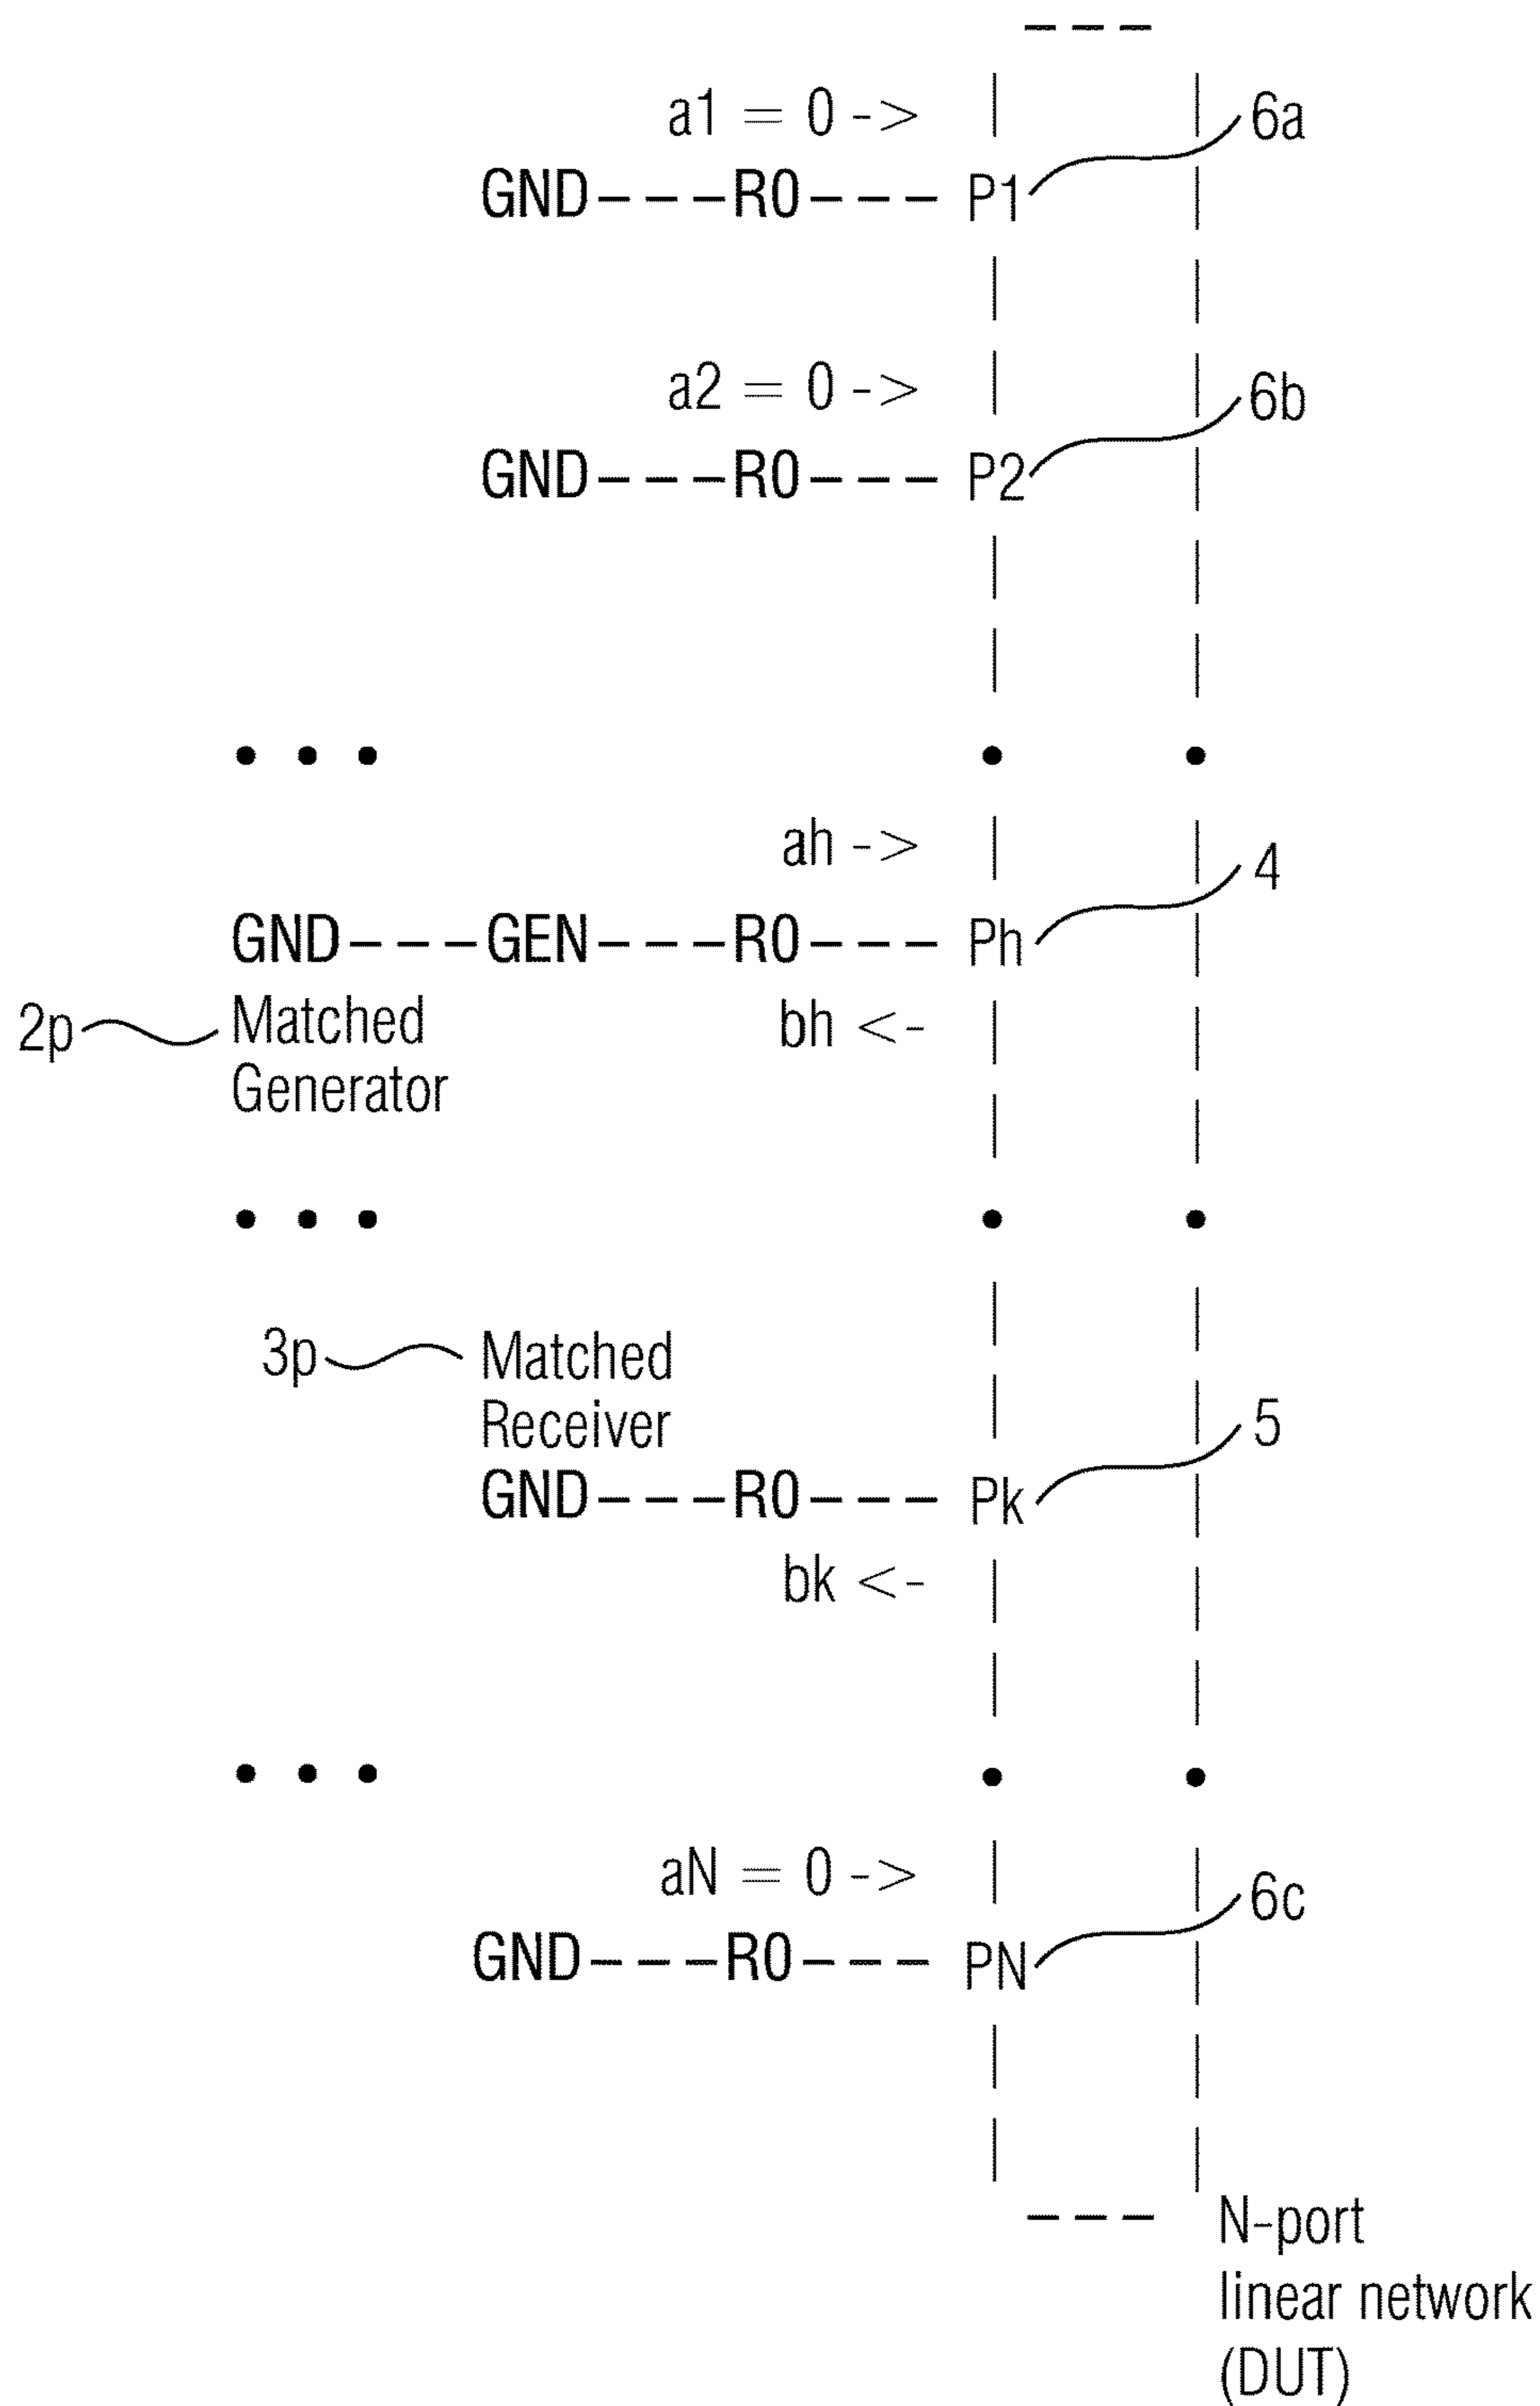 a1 = 0 ->
6a
GND---R0---P1
a2 = 0 ->
6b
GND---R0---P2
ah ->
4
GND---GEN---R0---Ph
2p
Matched
Generator
bh <-
3p
Matched
Receiver
5
GND---R0---Pk
bk <-
aN = 0 ->
6c
GND---R0---PN
N-port
linear network
(DUT)